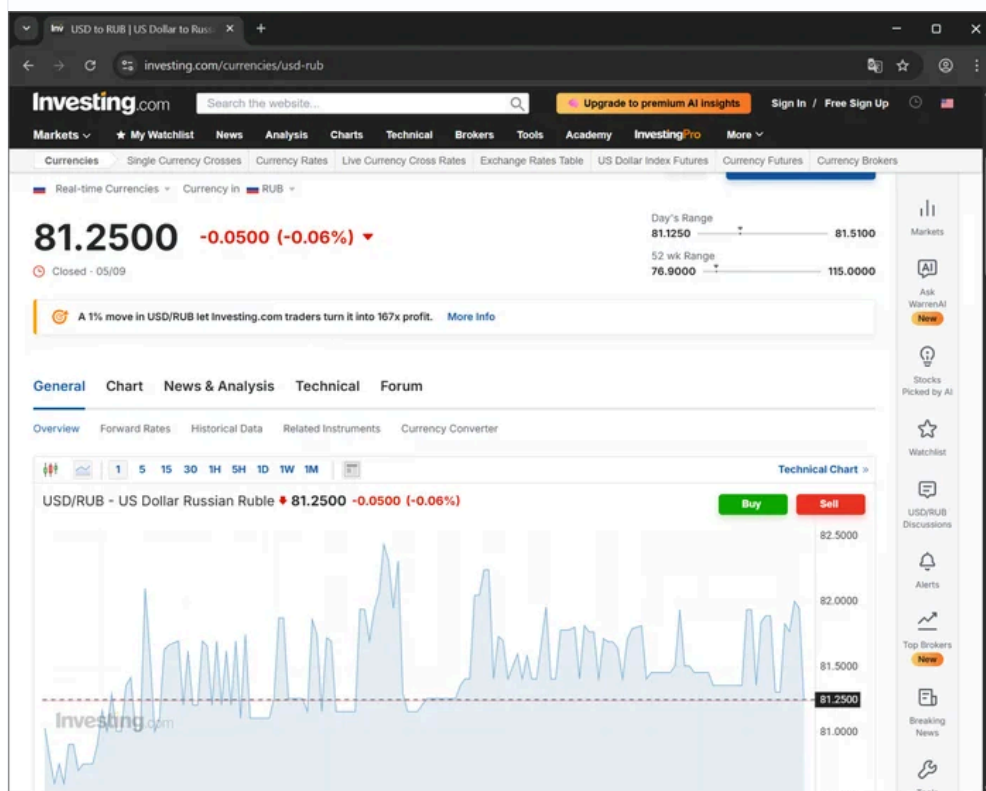 USD to RUB | US Dollar to Russ
investing.com/currencies/usd-rub
Investing.com
Search the website...
Upgrade to premium AI insights
Sign In / Free Sign Up
Markets
My Watchlist
News
Analysis
Charts
Technical
Brokers
Tools
Academy
InvestingPro
More
Currencies
Single Currency Crosses
Currency Rates
Live Currency Cross Rates
Exchange Rates Table
US Dollar Index Futures
Currency Futures
Currency Brokers
Real-time Currencies
Currency in RUB
81.2500 -0.0500 (-0.06%)
Closed · 05/09
Day's Range
81.1250 81.5100
52 wk Range
76.9000 115.0000
A 1% move in USD/RUB let Investing.com traders turn it into 167x profit. More Info
General
Chart
News & Analysis
Technical
Forum
Overview
Forward Rates
Historical Data
Related Instruments
Currency Converter
1 5 15 30 1H 5H 1D 1W 1M
Technical Chart »
USD/RUB - US Dollar Russian Ruble 81.2500 -0.0500 (-0.06%)
Buy
Sell
82.5000
82.0000
81.5000
81.2500
81.0000
Investing.com
Markets
AI
Ask
WarrenAI
New
Stocks
Picked by AI
Watchlist
USD/RUB
Discussions
Alerts
Top Brokers
New
Breaking
News